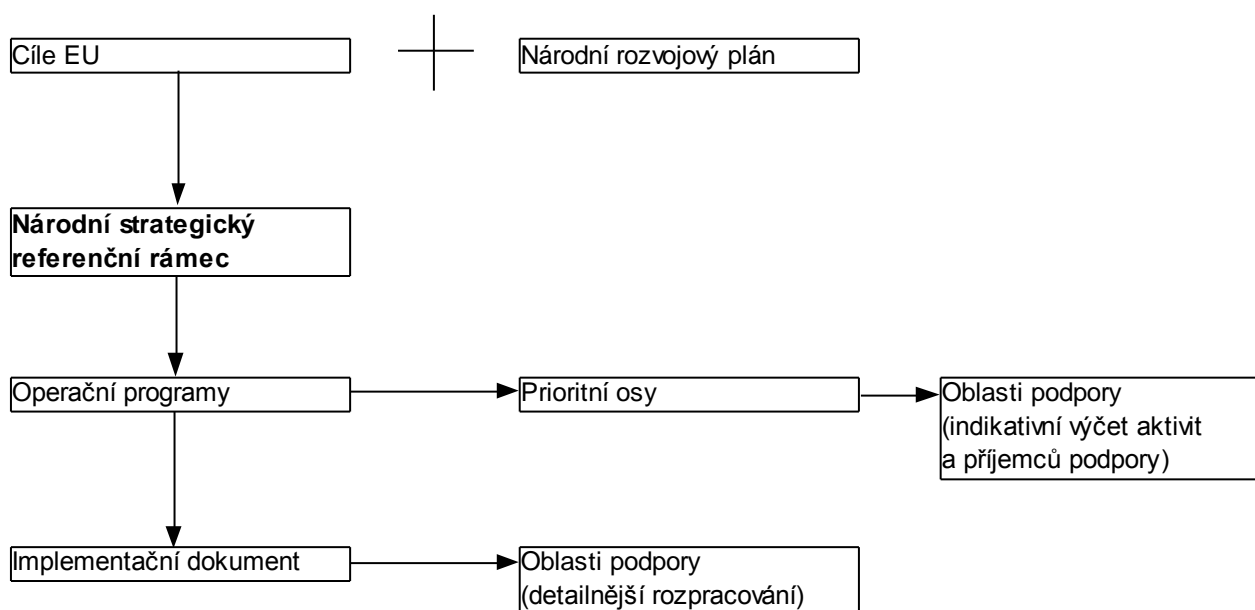 Cíle EU
Národní rozvojový plán
Národní strategický
referenční rámec
Operační programy
Prioritní osy
Oblasti podpory
(indikativní výčet aktivit
a příjemců podpory)
Implementační dokument
Oblasti podpory
(detailnější rozpracování)